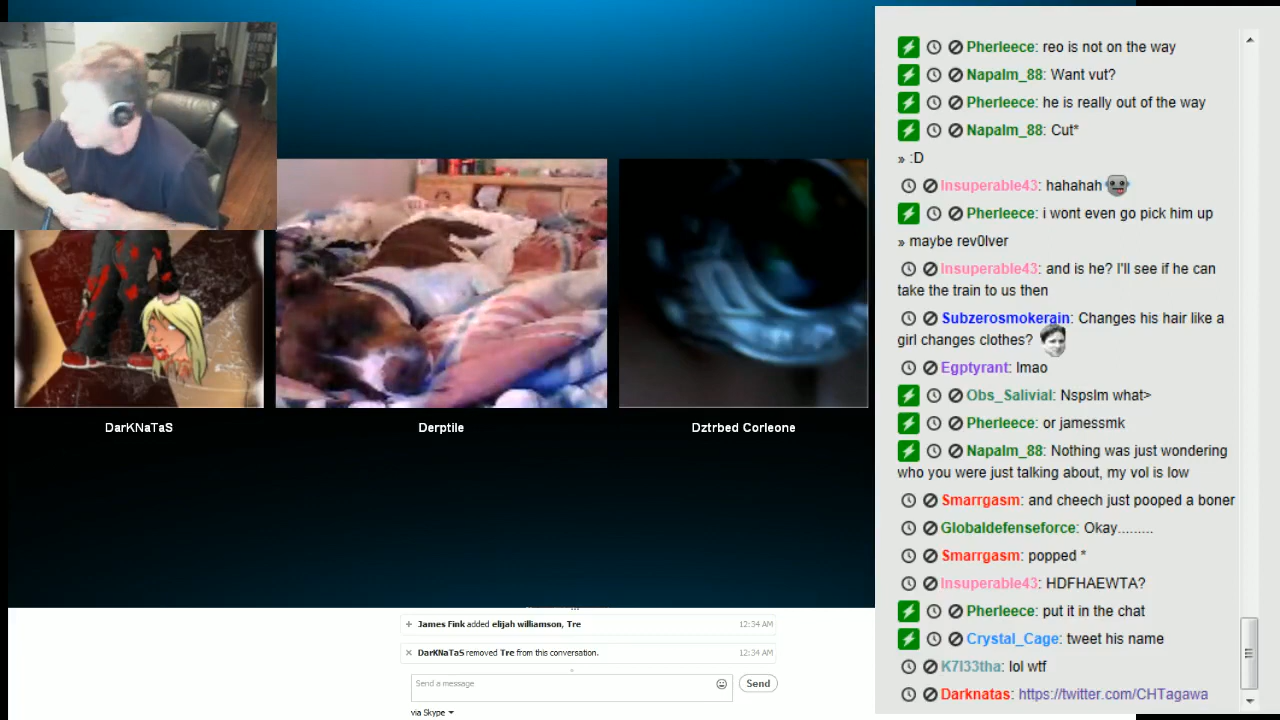 DarKNaTaS
Derptile
Dztrbed Corleone
James Fink added elijah williamson, Tre 12:34 AM
DarKNaTaS removed Tre from this conversation. 12:34 AM
Send a message
Send
via Skype
Pherleece: reo is not on the way
Napalm_88: Want vut?
Pherleece: he is really out of the way
Napalm_88: Cut*
» :D
Insuperable43: hahahah
Pherleece: i wont even go pick him up
» maybe rev0lver
Insuperable43: and is he? I'll see if he can
take the train to us then
Subzerosmokerain: Changes his hair like a
girl changes clothes?
Egptyrant: lmao
Obs_Salivial: Nspslm what>
Pherleece: or jamessmk
Napalm_88: Nothing was just wondering
who you were just talking about, my vol is low
Smarrgasm: and cheech just pooped a boner
Globaldefenseforce: Okay.........
Smarrgasm: popped *
Insuperable43: HDFHAEWTA?
Pherleece: put it in the chat
Crystal_Cage: tweet his name
K7l33tha: lol wtf
Darknatas: https://twitter.com/CHTagawa